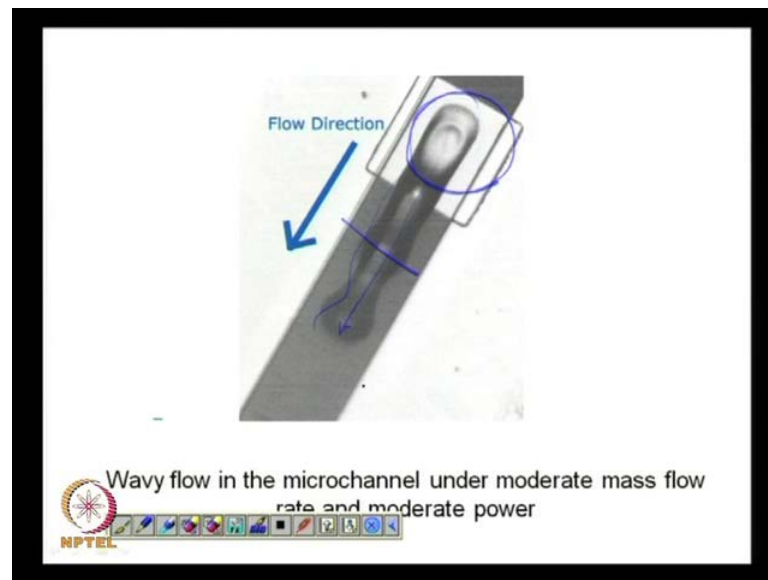 Flow Direction
Wavy flow in the microchannel under moderate mass flow
rate and moderate power
NPTEL